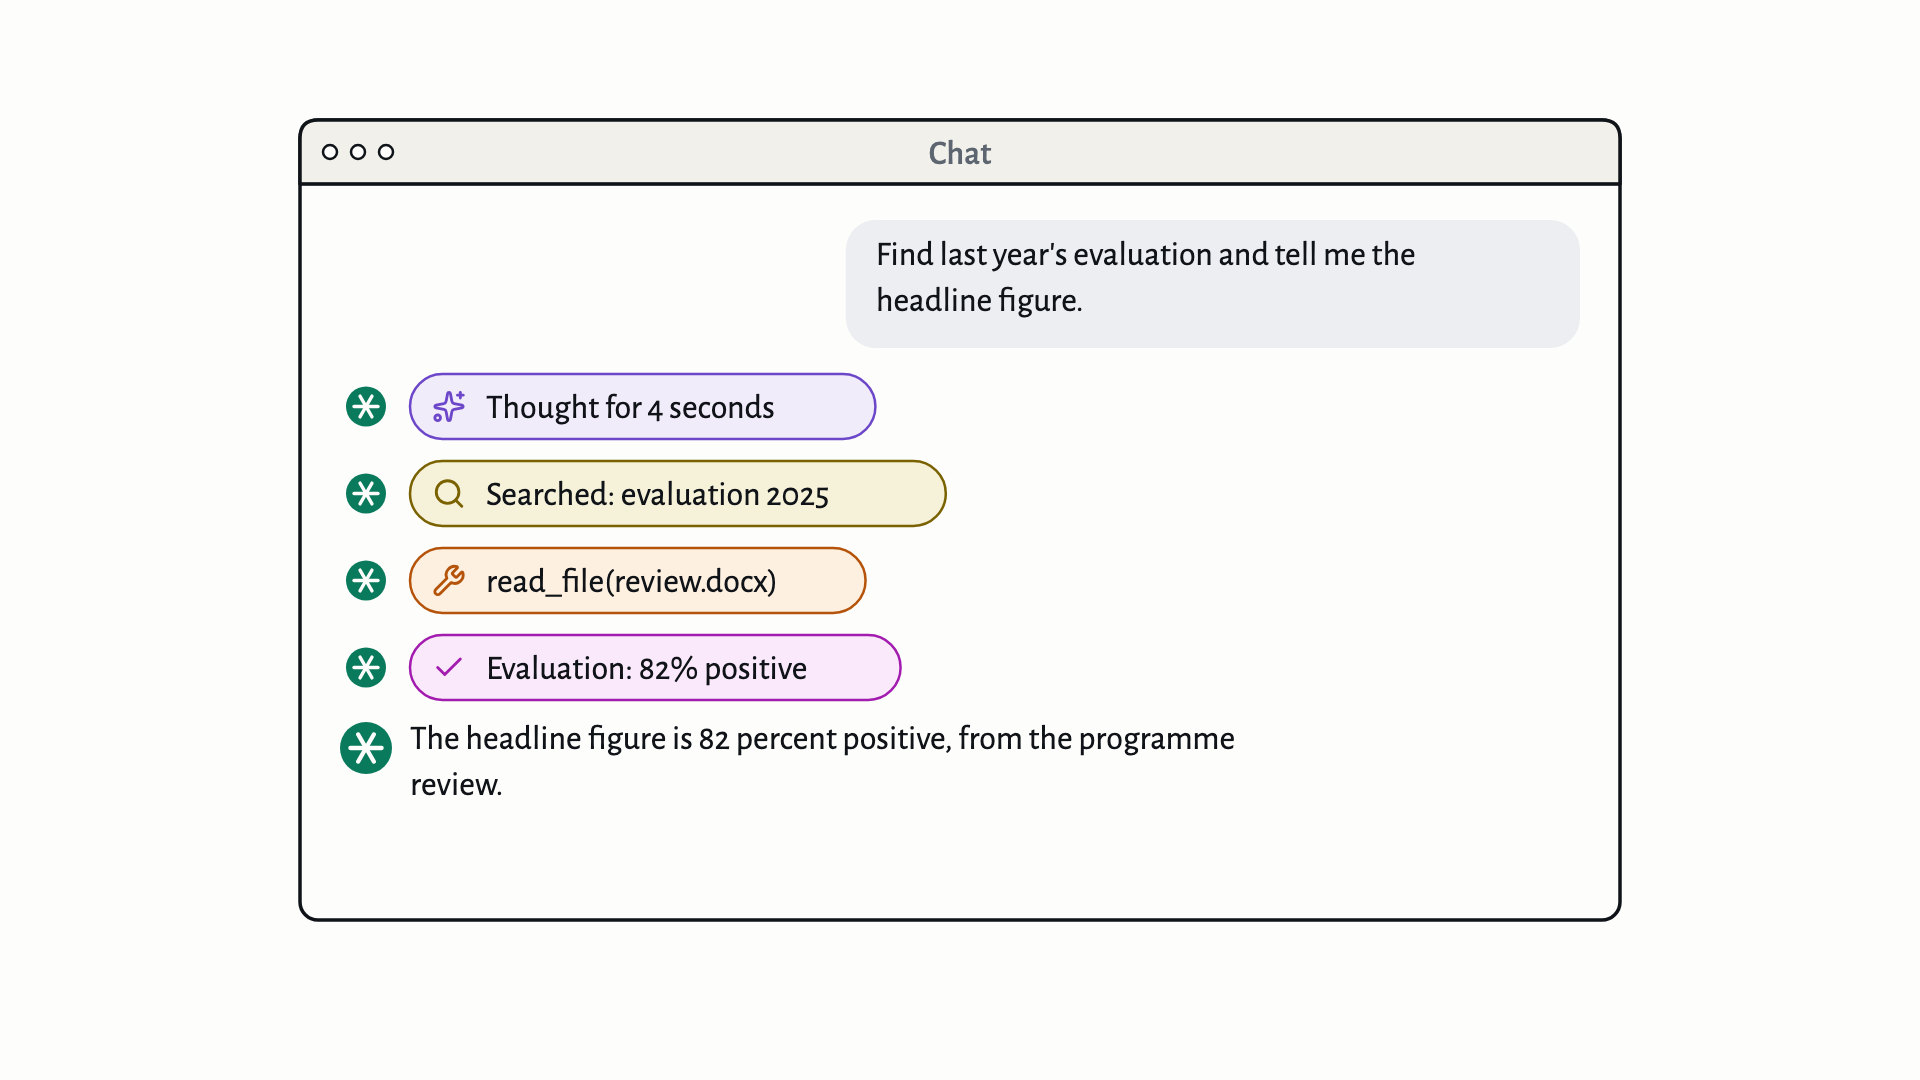 Chat
Find last year's evaluation and tell me the
headline figure.
Thought for 4 seconds
Searched: evaluation 2025
read_file(review.docx)
Evaluation: 82% positive
The headline figure is 82 percent positive, from the programme
review.